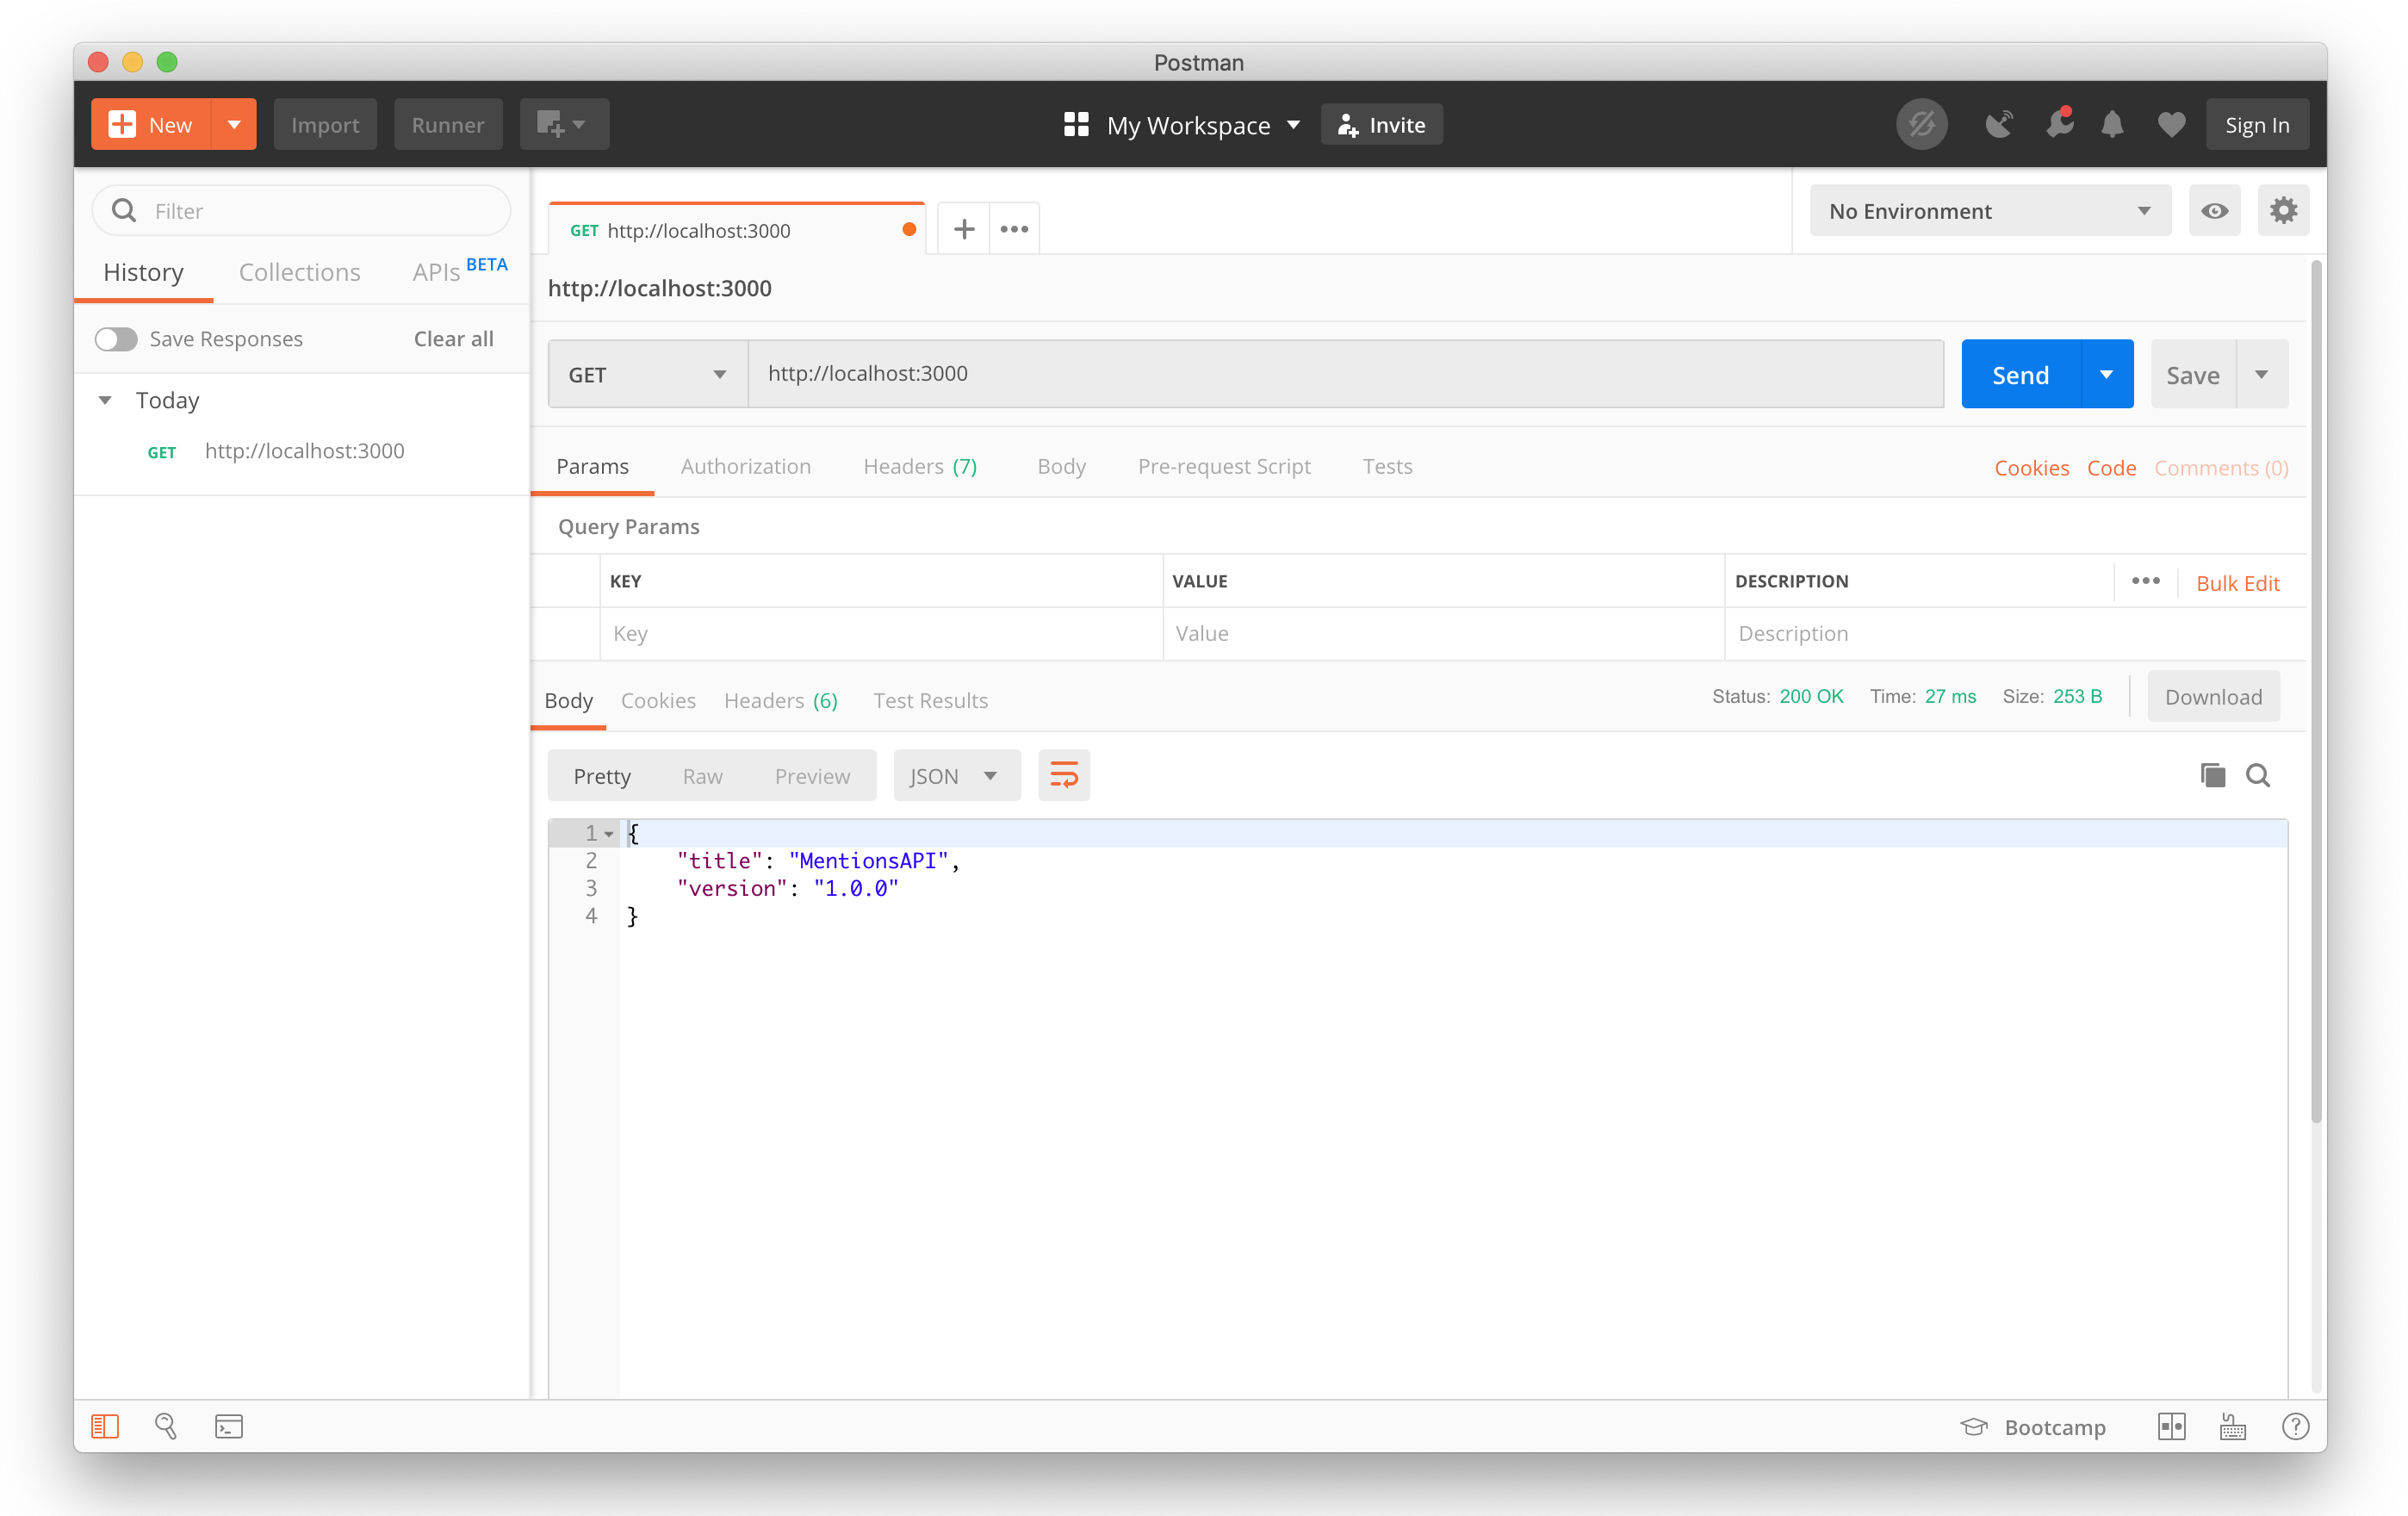 Postman
New
Import
Runner
My Workspace
Invite
Sign In
Filter
History
Collections
APIs BETA
Save Responses
Clear all
Today
GET http://localhost:3000
GET http://localhost:3000
No Environment
http://localhost:3000
GET
http://localhost:3000
Send
Save
Params
Authorization
Headers (7)
Body
Pre-request Script
Tests
Cookies
Code
Comments (0)
Query Params
KEY
VALUE
DESCRIPTION
Bulk Edit
Key
Value
Description
Body
Cookies
Headers (6)
Test Results
Status: 200 OK
Time: 27 ms
Size: 253 B
Download
Pretty
Raw
Preview
JSON
1 {
2 "title": "MentionsAPI",
3 "version": "1.0.0"
4 }
Bootcamp